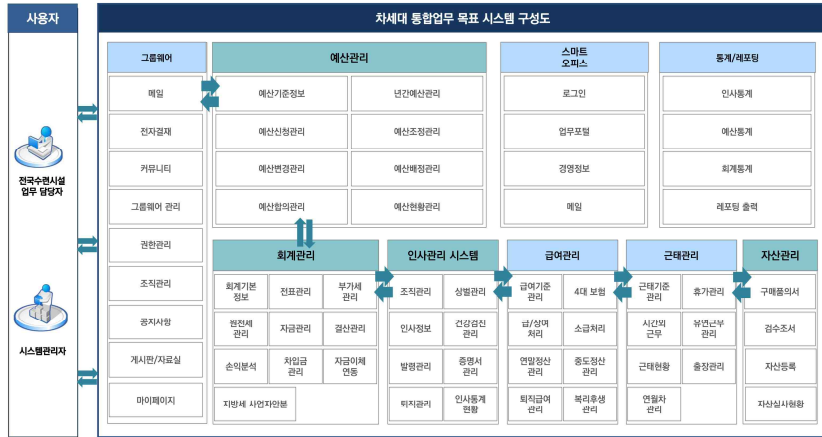 사용자
차세대 통합업무 목표 시스템 구성도
전국수련시설
업무 담당자
시스템관리자
그룹웨어
메일
전자결재
커뮤니티
그룹웨어 관리
권한관리
조직관리
공지사항
게시판/자료실
마이페이지
예산관리
예산기준정보
년간예산관리
예산신청관리
예산조정관리
예산변경관리
예산배정관리
예산합의관리
예산현황관리
스마트
오피스
로그인
업무포털
경영정보
메일
통계/레포팅
인사통계
예산통계
회계통계
레포팅 출력
회계관리
회계기본
정보
전표관리
부가세
관리
원전세
관리
자금관리
결산관리
손익분석
차입금
관리
자금이체
연동
지방세 사업자안분
인사관리 시스템
조직관리
상벌관리
인사정보
건강검진
관리
발령관리
증명서
관리
퇴직관리
인사통계
현황
급여관리
급여기준
관리
4대 보험
급/상여
처리
소급처리
연말정산
관리
중도정산
관리
퇴직급여
관리
복리후생
관리
근태관리
근태기준
관리
휴가관리
시간외
근무
유연근부
관리
근태현황
출장관리
연월차
관리
자산관리
구매품의서
검수조서
자산등록
자산실사현황